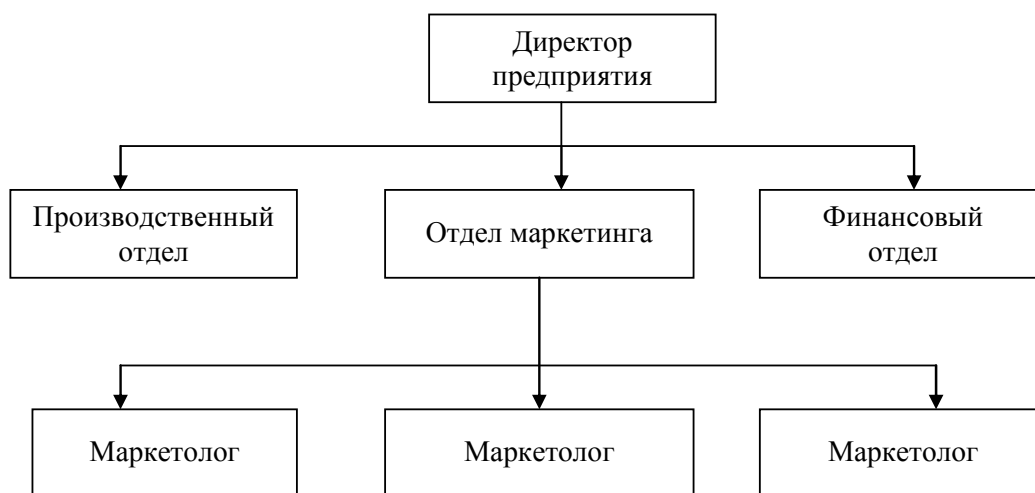 Директор
предприятия
Производственный
отдел
Отдел маркетинга
Финансовый
отдел
Маркетолог
Маркетолог
Маркетолог